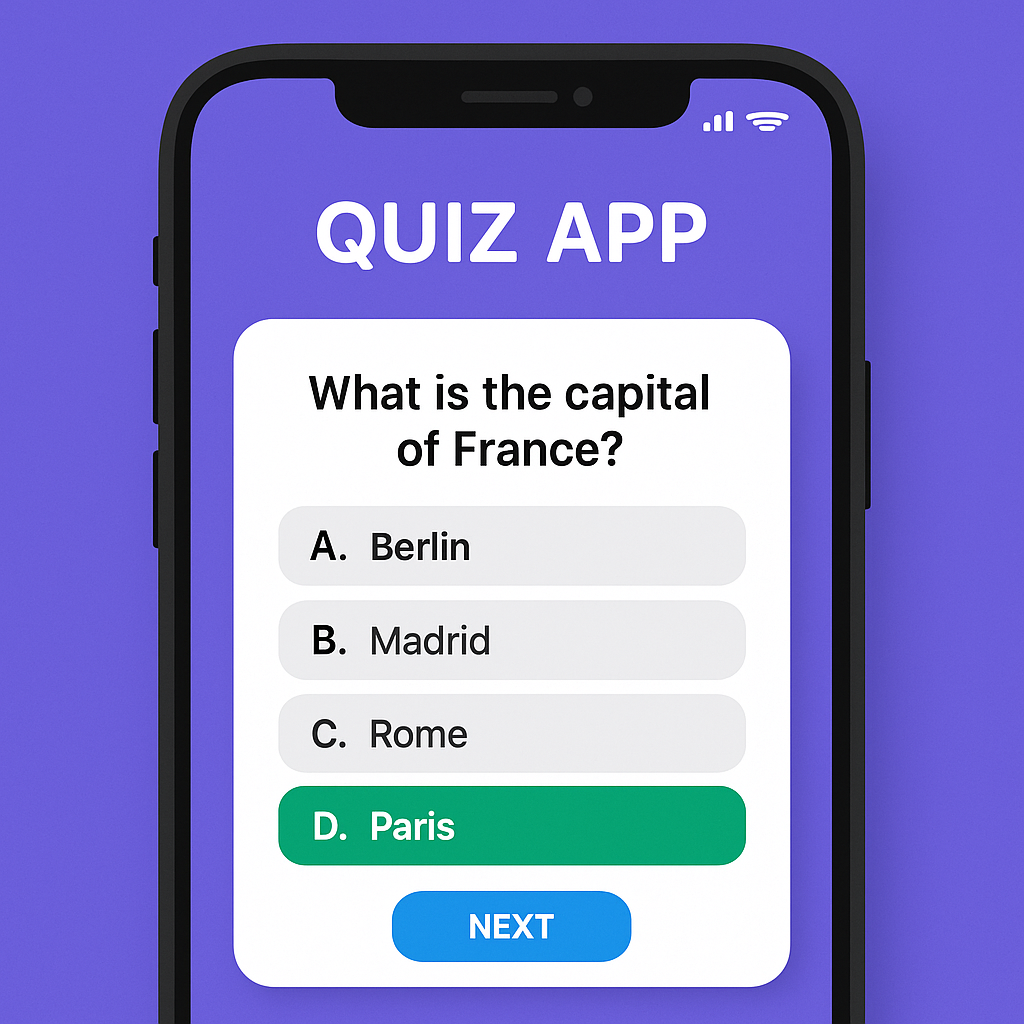 QUIZ APP
What is the capital
of France?
A. Berlin
B. Madrid
C. Rome
D. Paris
NEXT